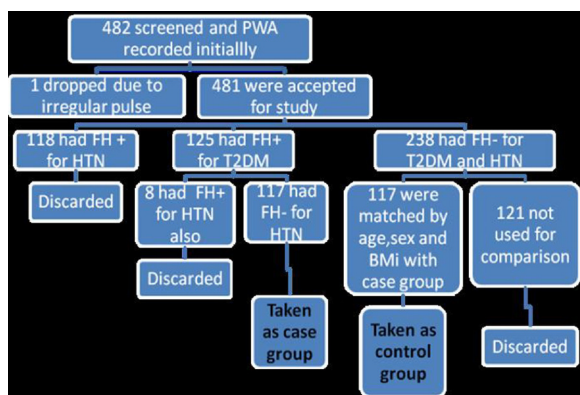 482 screened and PWA
recorded initiallly
1 dropped due to
irregular pulse
481 were accepted
for study
118 had FH +
for HTN
125 had FH+
for T2DM
238 had FH- for
T2DM and HTN
Discarded
8 had FH+
for HTN
also
117 had
FH- for
HTN
117 were
matched by
age,sex and
BMi with
case group
121 not
used for
comparison
Discarded
Taken
as case
group
Taken as
control
group
Discarded